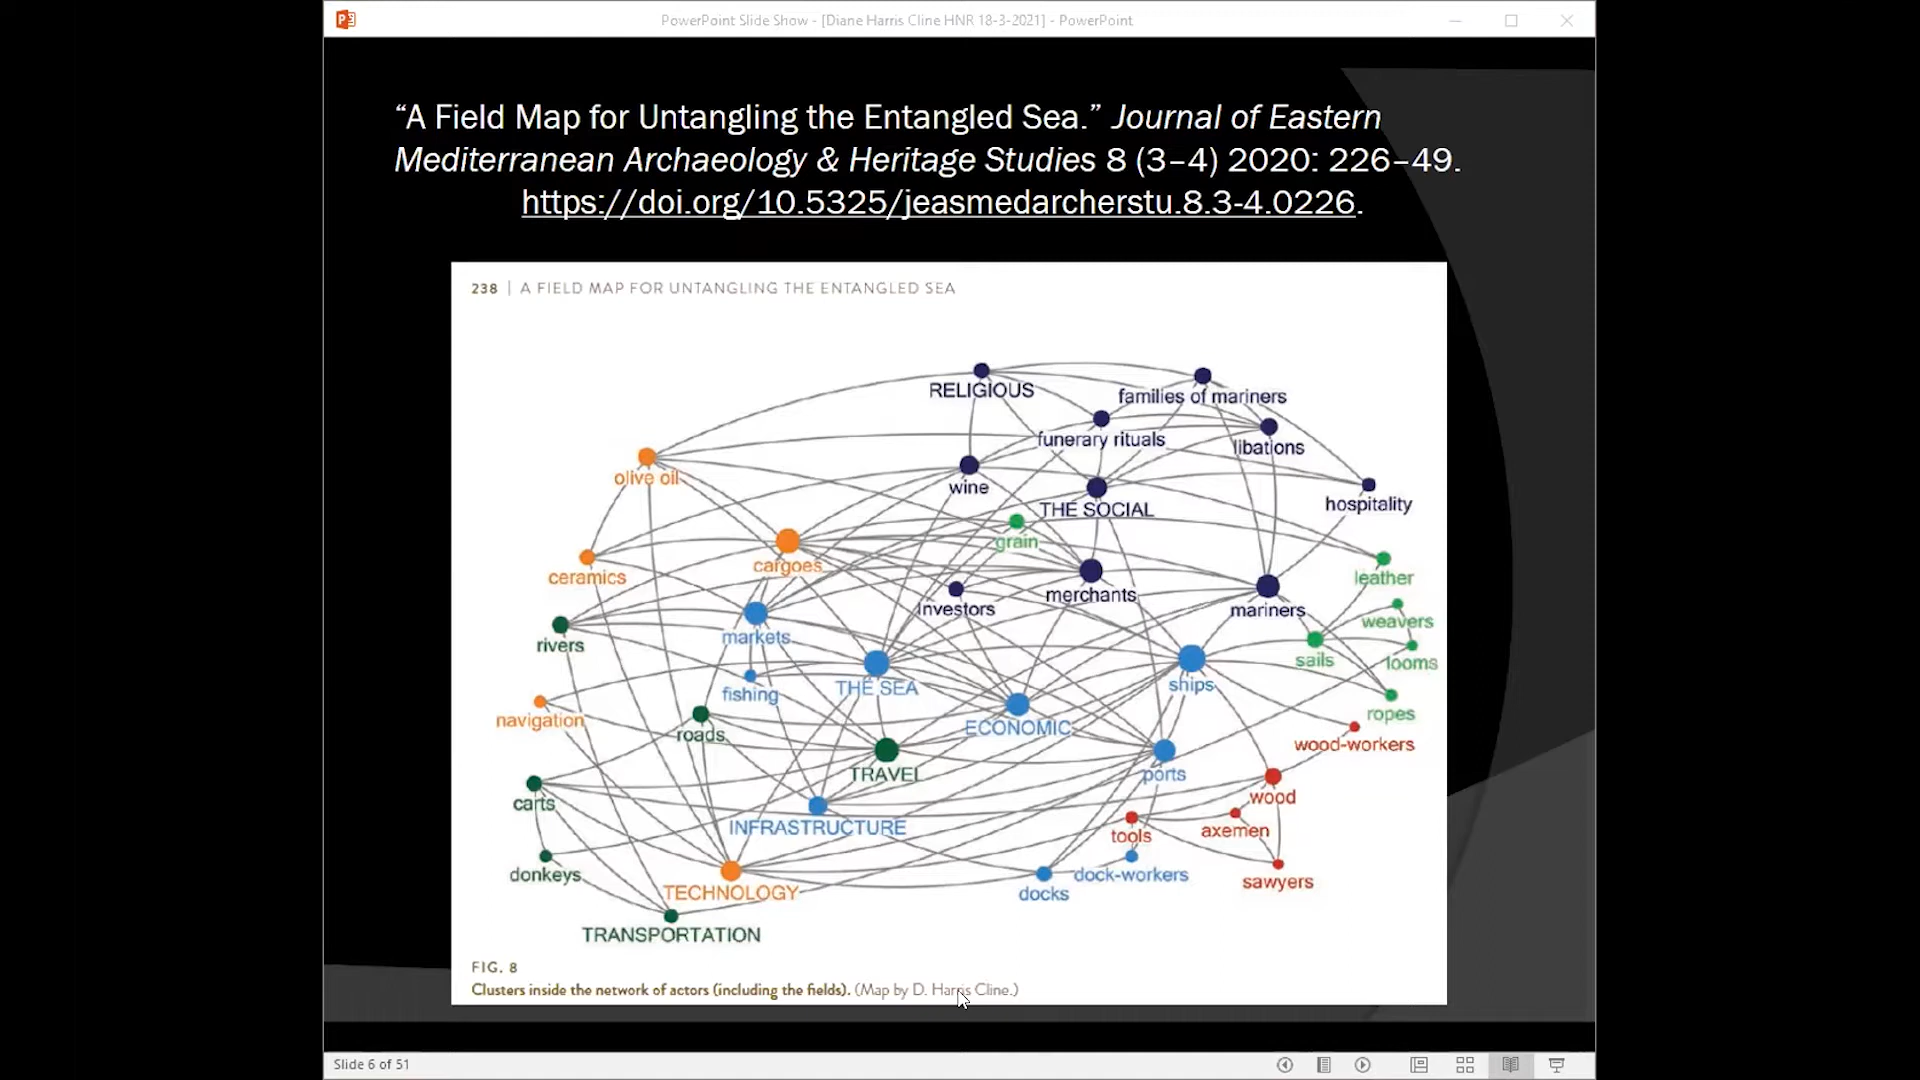 PowerPoint Slide Show - [Diane Harris Cline HNR 18-3-2021] - PowerPoint
“A Field Map for Untangling the Entangled Sea.” Journal of Eastern
Mediterranean Archaeology & Heritage Studies 8 (3–4) 2020: 226–49.
https://doi.org/10.5325/jeasmedarcherstu.8.3-4.0226.
238 | A FIELD MAP FOR UNTANGLING THE ENTANGLED SEA
RELIGIOUS
families of mariners
funerary rituals
libations
olive oil
wine
hospitality
THE SOCIAL
grain
cargoes
ceramics
leather
merchants
Investors
mariners
weavers
markets
rivers
sails
looms
THE SEA
ships
fishing
navigation
ropes
ECONOMIC
roads
wood-workers
TRAVEL
ports
carts
wood
INFRASTRUCTURE
tools
axemen
donkeys
dock-workers
sawyers
TECHNOLOGY
docks
TRANSPORTATION
FIG. 8
Clusters inside the network of actors (including the fields). (Map by D. Harris Cline.)
Slide 6 of 51